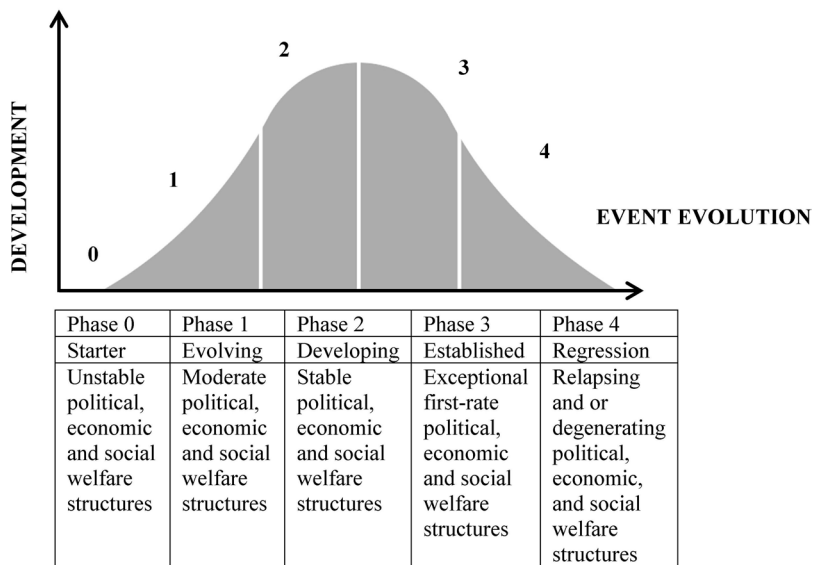 2
3
4
1
0
DEVELOPMENT
EVENT EVOLUTION
Phase 0 Phase 1 Phase 2 Phase 3 Phase 4
Starter Evolving Developing Established Regression
Unstable
political,
economic
and social
welfare
structures
Moderate
political,
economic
and social
welfare
structures
Stable
political,
economic
and social
welfare
structures
Exceptional
first-rate
political,
economic
and social
welfare
structures
Relapsing
and or
degenerating
political,
economic,
and social
welfare
structures